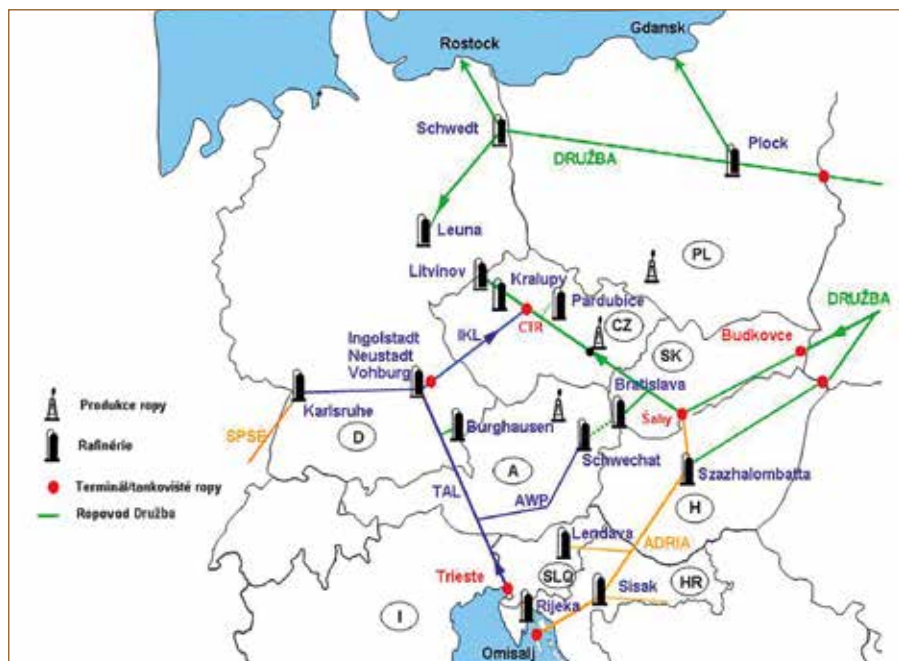 Gdansk
Rostock
Schwedt
Plock
DRUŽBA
Leuna
PL
Litvínov
Kralupy
Pardubice
DRUŽBA
CTR
CZ
IKL
Budkovce
SK
Ingolstadt
Neustadt
Vohburg
Bratislava
Karlsruhe
Šahy
Burghausen
SPSE
D
Schwechat
Szazhalombatta
A
TAL
AWP
H
Lendava
ADRIA
Trieste
SLO
Sisak
HR
I
Rijeka
Omisalj
Produkce ropy
Rafinérie
Terminál/tankoviště ropy
Ropovod Družba